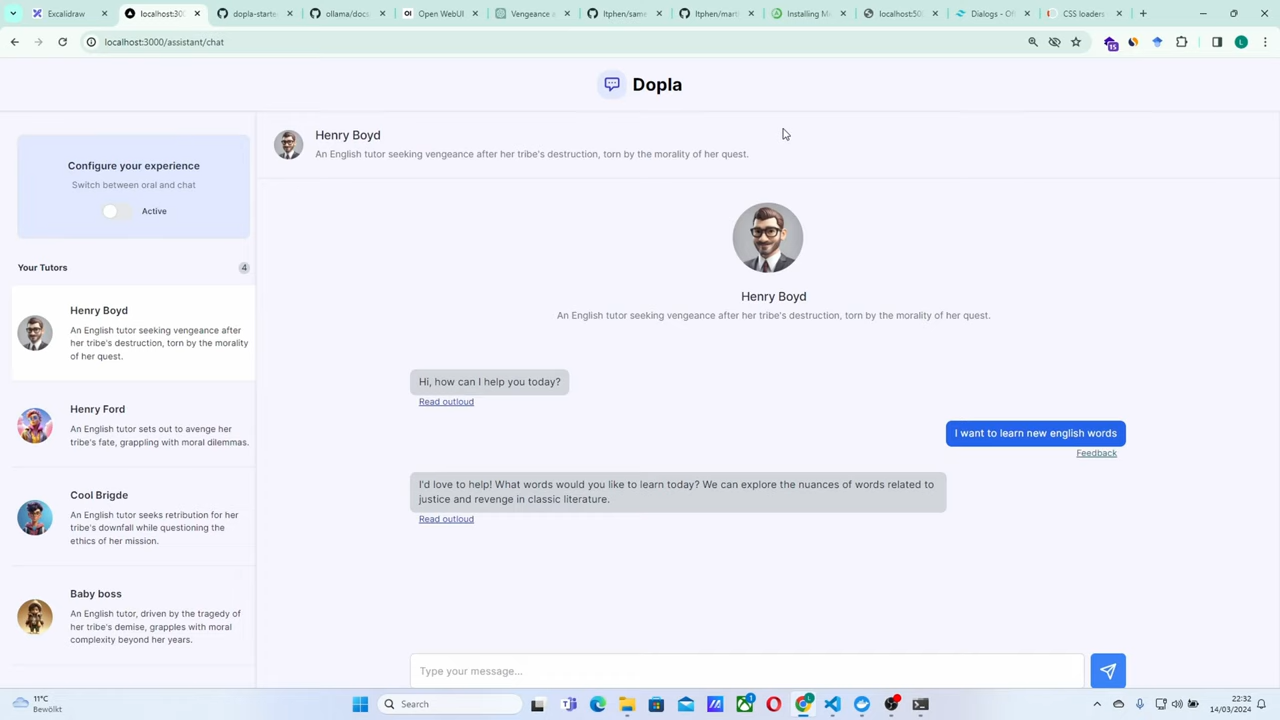 Excalidraw
localhost:300
dopla-starte
ollama/docs
Open WebUI
Vengeance a
Itphen/same
Itphen/mart
Installing M
localhost:50
Dialogs - Of
CSS loaders
localhost:3000/assistant/chat
15
L
Dopla
Configure your experience
Switch between oral and chat
Active
Your Tutors
4
Henry Boyd
An English tutor seeking vengeance after
her tribe's destruction, torn by the morality
of her quest.
Henry Ford
An English tutor sets out to avenge her
tribe's fate, grappling with moral dilemmas.
Cool Brigde
An English tutor seeks retribution for her
tribe's downfall while questioning the
ethics of her mission.
Baby boss
An English tutor, driven by the tragedy of
her tribe's demise, grapples with moral
complexity beyond her years.
Henry Boyd
An English tutor seeking vengeance after her tribe's destruction, torn by the morality of her quest.
Henry Boyd
An English tutor seeking vengeance after her tribe's destruction, torn by the morality of her quest.
Hi, how can I help you today?
Read outloud
I want to learn new english words
Feedback
I'd love to help! What words would you like to learn today? We can explore the nuances of words related to
justice and revenge in classic literature.
Read outloud
Type your message...
11°C
Bewölkt
Search
22:32
14/03/2024